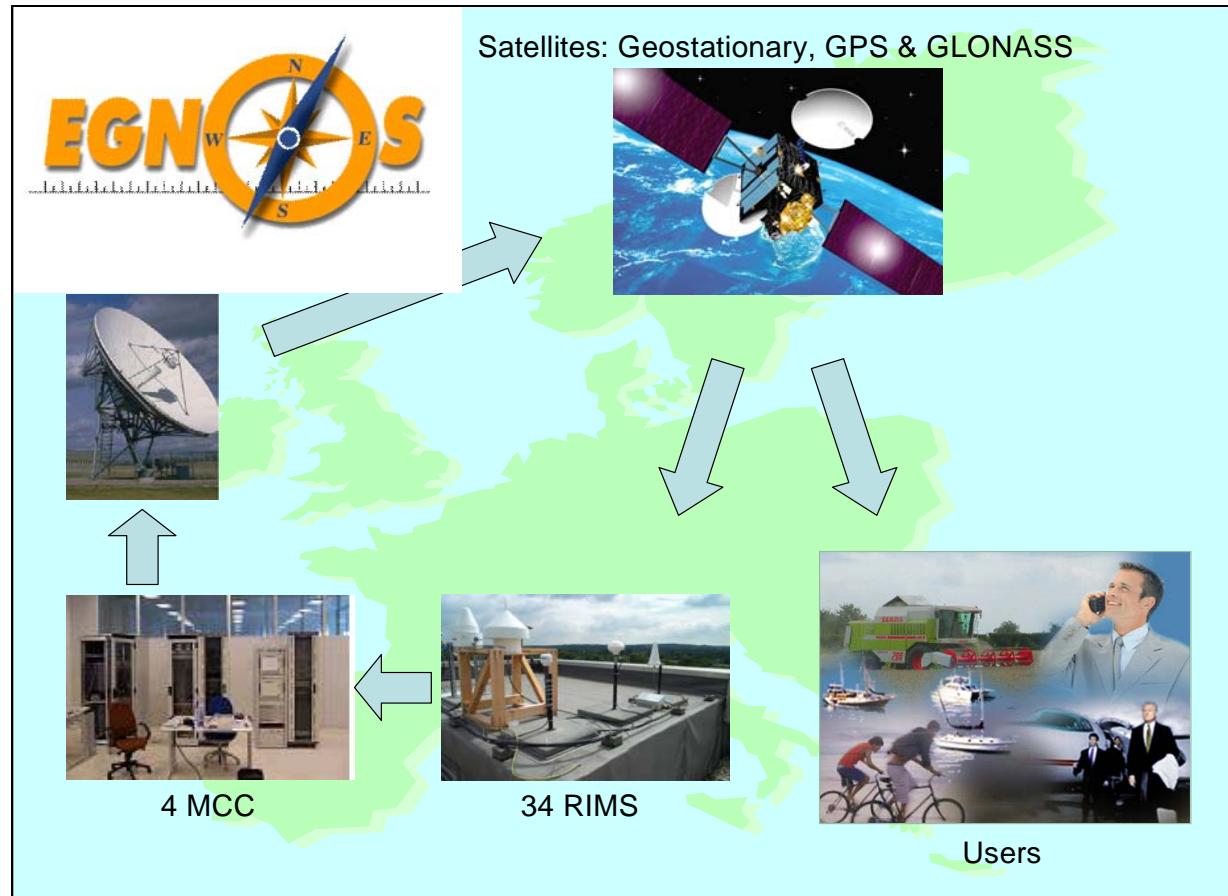 Satellites: Geostationary, GPS & GLONASS
EGNOS
N
W
E
S
4 MCC
34 RIMS
Users